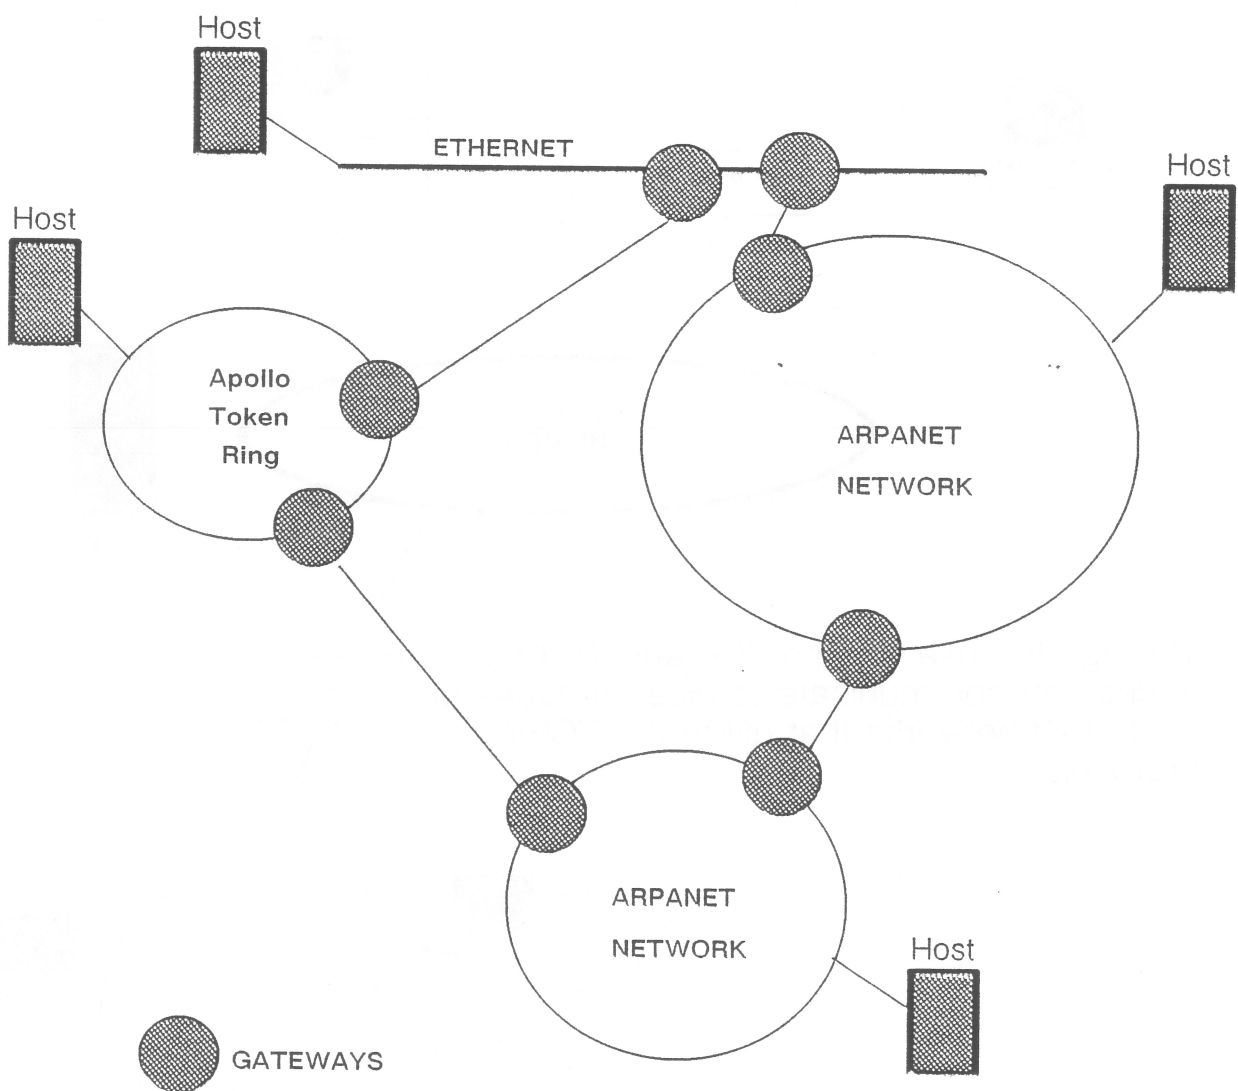 Host
ETHERNET
Host
Host
Apollo
Token
Ring
ARPANET
NETWORK
ARPANET
NETWORK
Host
GATEWAYS